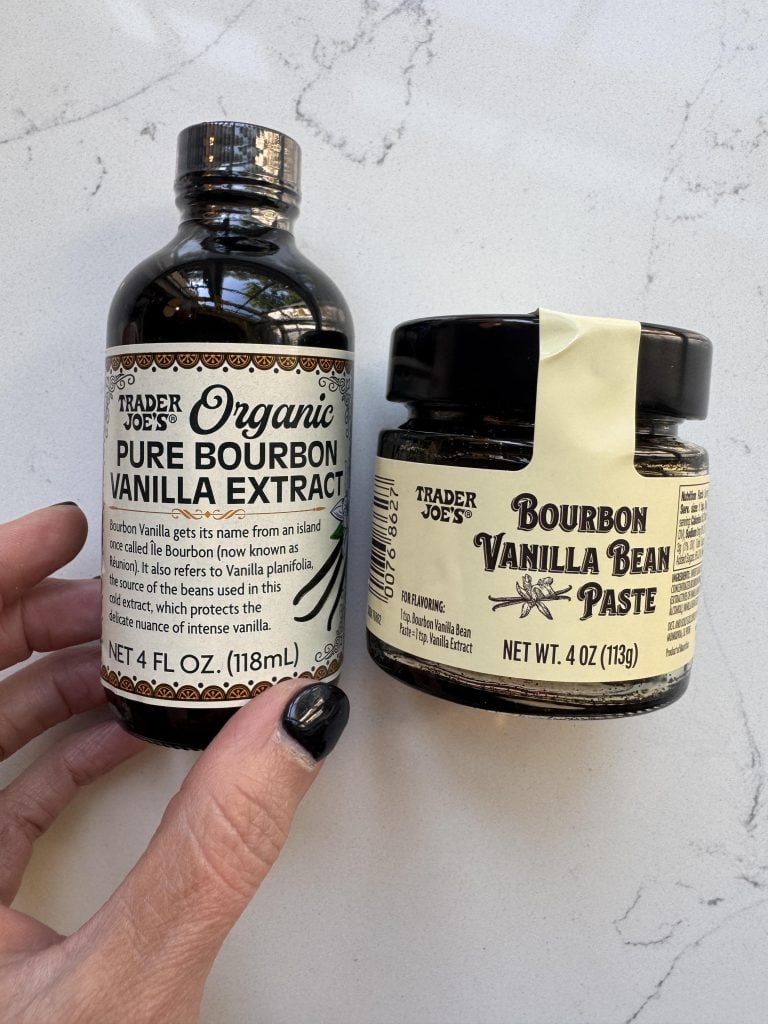 TRADER
JOE'S®
Organic
PURE BOURBON
VANILLA EXTRACT
Bourbon Vanilla gets its name from an island
once called Île Bourbon (now known as
Réunion). It also refers to Vanilla planifolia,
the source of the beans used in this
cold extract, which protects the
delicate nuance of intense vanilla.
NET 4 FL OZ. (118mL)
TRADER
JOE'S®
BOURBON
VANILLA BEAN
PASTE
FOR FLAVORING:
1 tsp. Bourbon Vanilla Bean
Paste = 1 tsp. Vanilla Extract
NET WT. 4 OZ (113g)
0076 8627
Nutrition